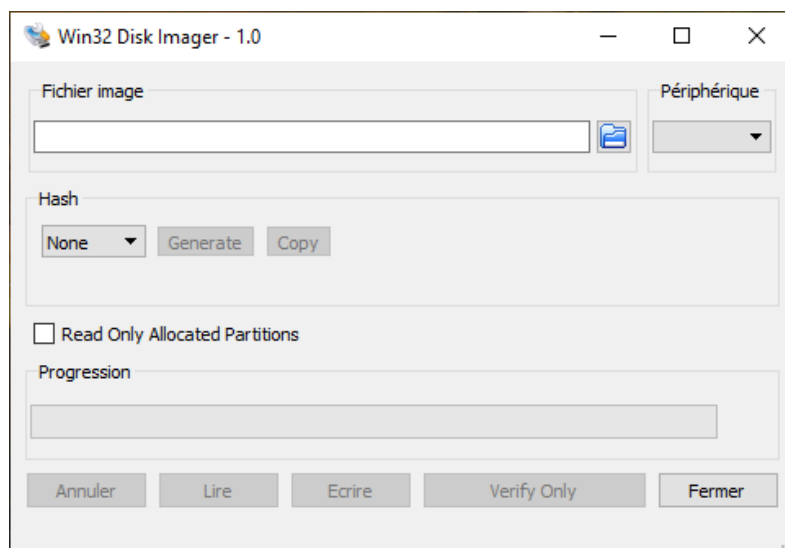 Win32 Disk Imager - 1.0
Fichier image
Périphérique
Hash
None Generate Copy
Read Only Allocated Partitions
Progression
Annuler Lire Ecrire Verify Only Fermer